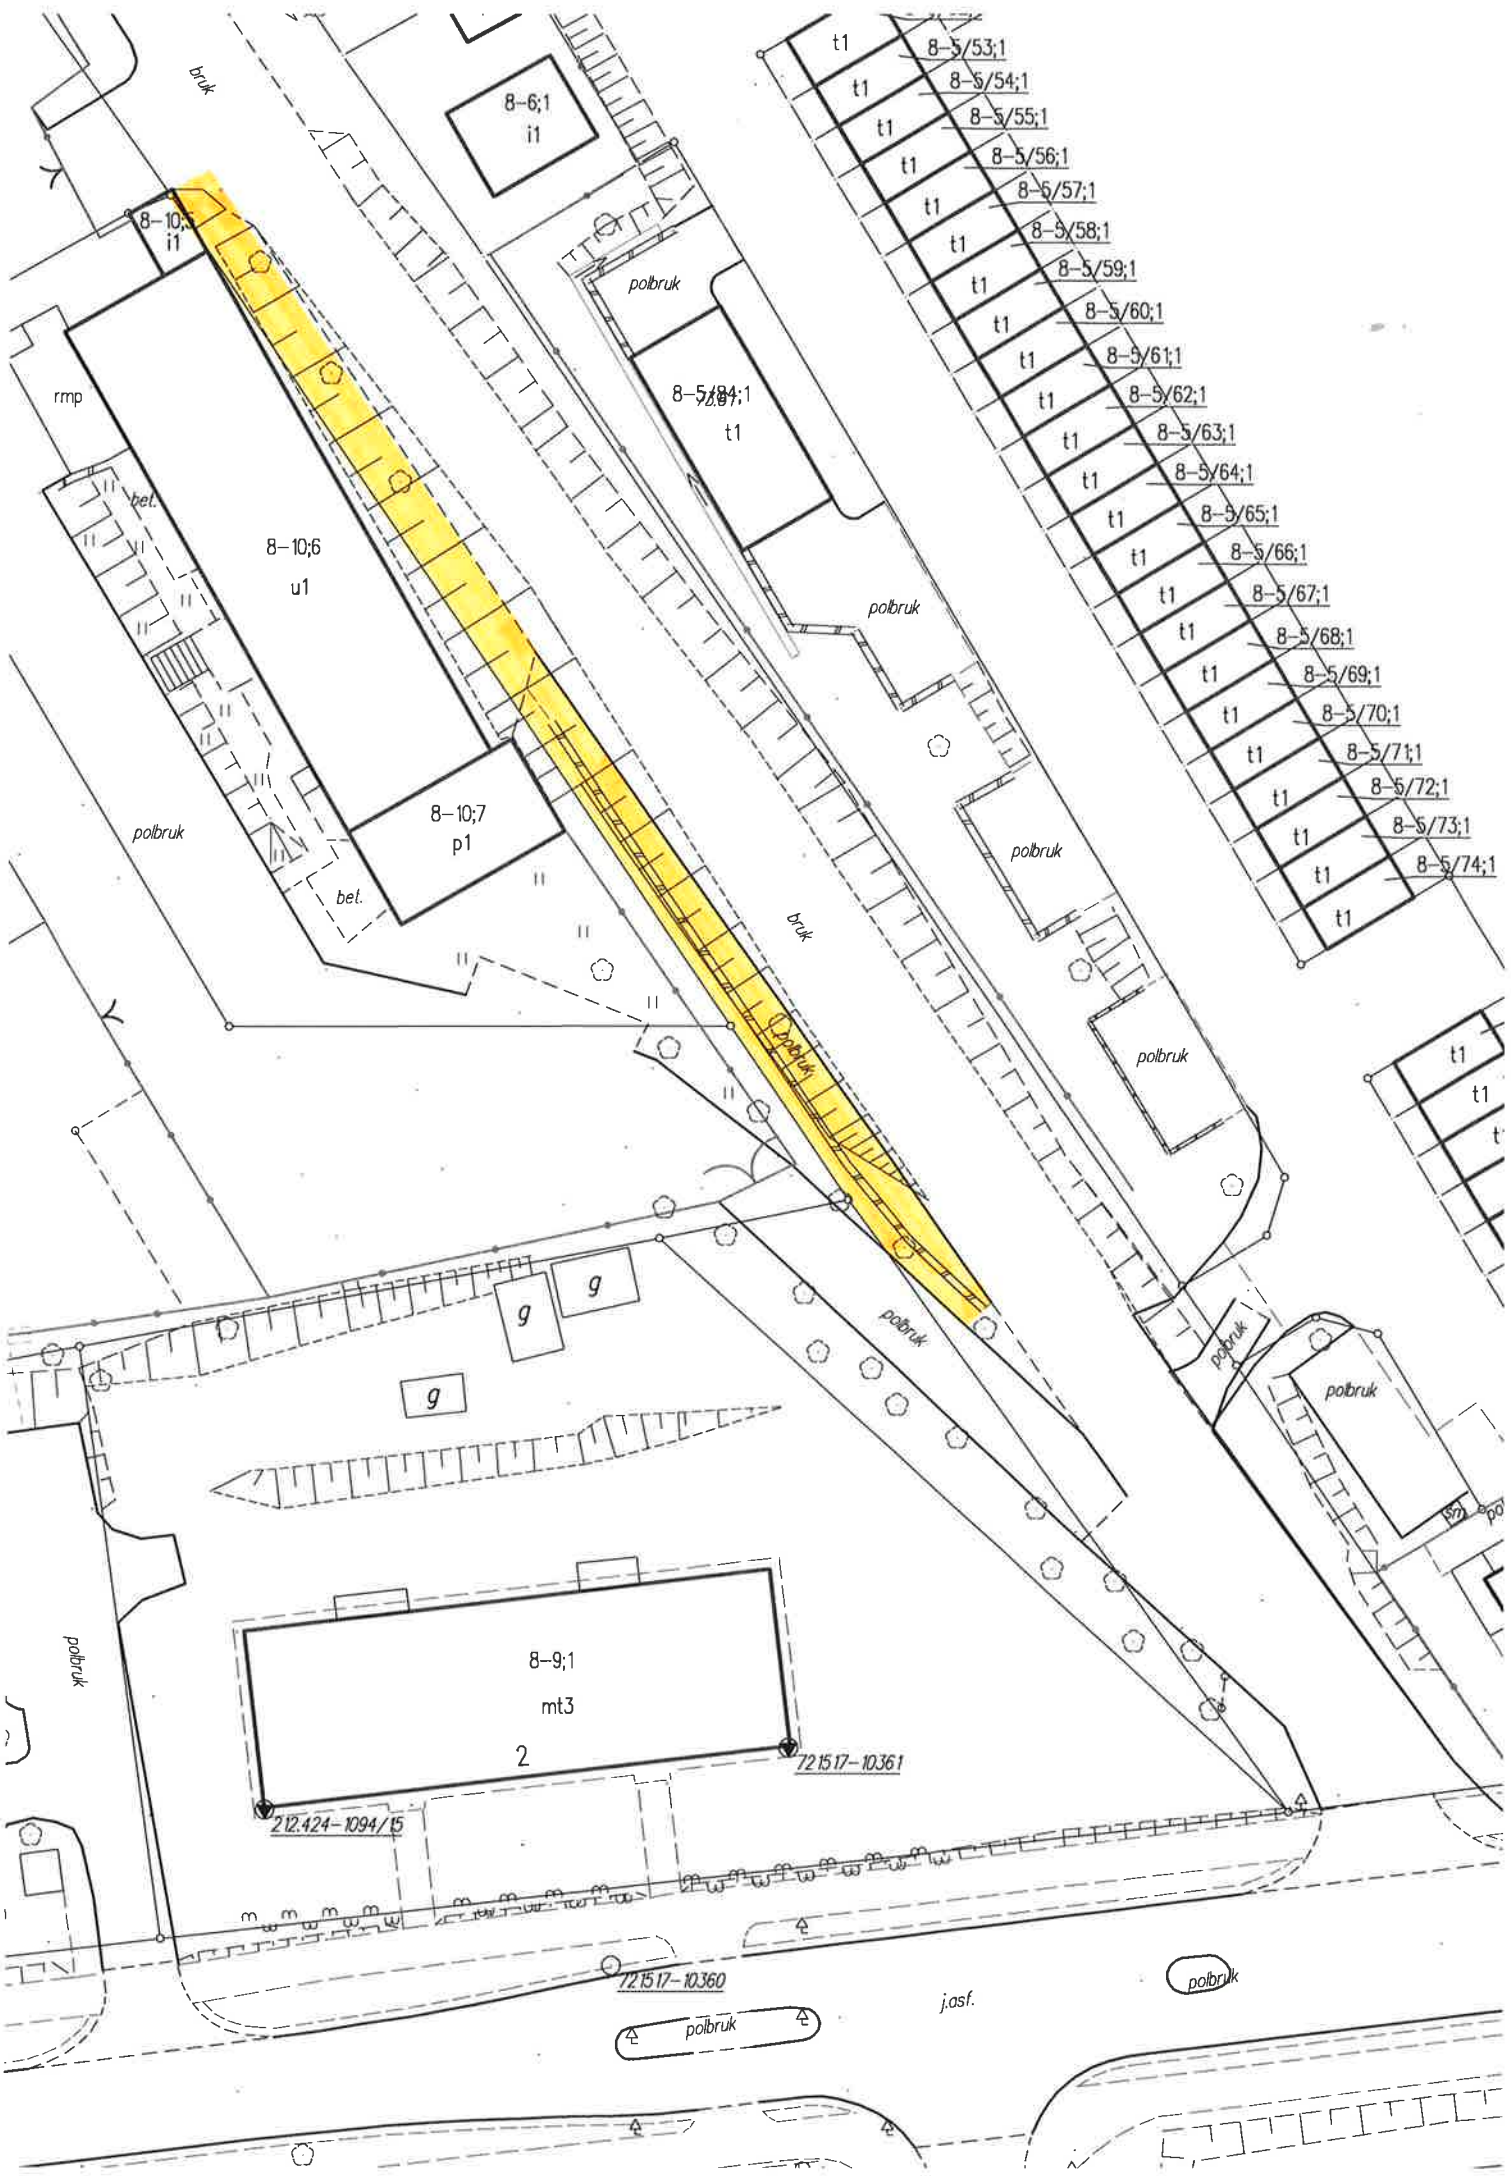 t1
8-5/53;1
bruk
t1
8-5/54;1
8-6;1
i1
t1
8-5/55;1
t1
8-5/56;1
t1
8-5/57;1
8-10;5
i1
t1
8-5/58;1
t1
8-5/59;1
polbruk
t1
8-5/60;1
t1
8-5/61;1
rmp
8-5/84;1
t1
t1
8-5/62;1
t1
8-5/63;1
t1
8-5/64;1
bet.
t1
8-5/65;1
8-10;6
u1
t1
8-5/66;1
t1
8-5/67;1
polbruk
t1
8-5/68;1
t1
8-5/69;1
t1
8-5/70;1
t1
8-5/71;1
t1
8-5/72;1
8-10;7
p1
polbruk
t1
8-5/73;1
polbruk
t1
8-5/74;1
bet.
t1
bruk
polbruk
polbruk
t1
t1
t
g
g
polbruk
polbruk
polbruk
g
śm
po
polbruk
8-9;1
mt3
2
721517-10361
212.424-1094/15
721517-10360
polbruk
j.asf.
polbruk